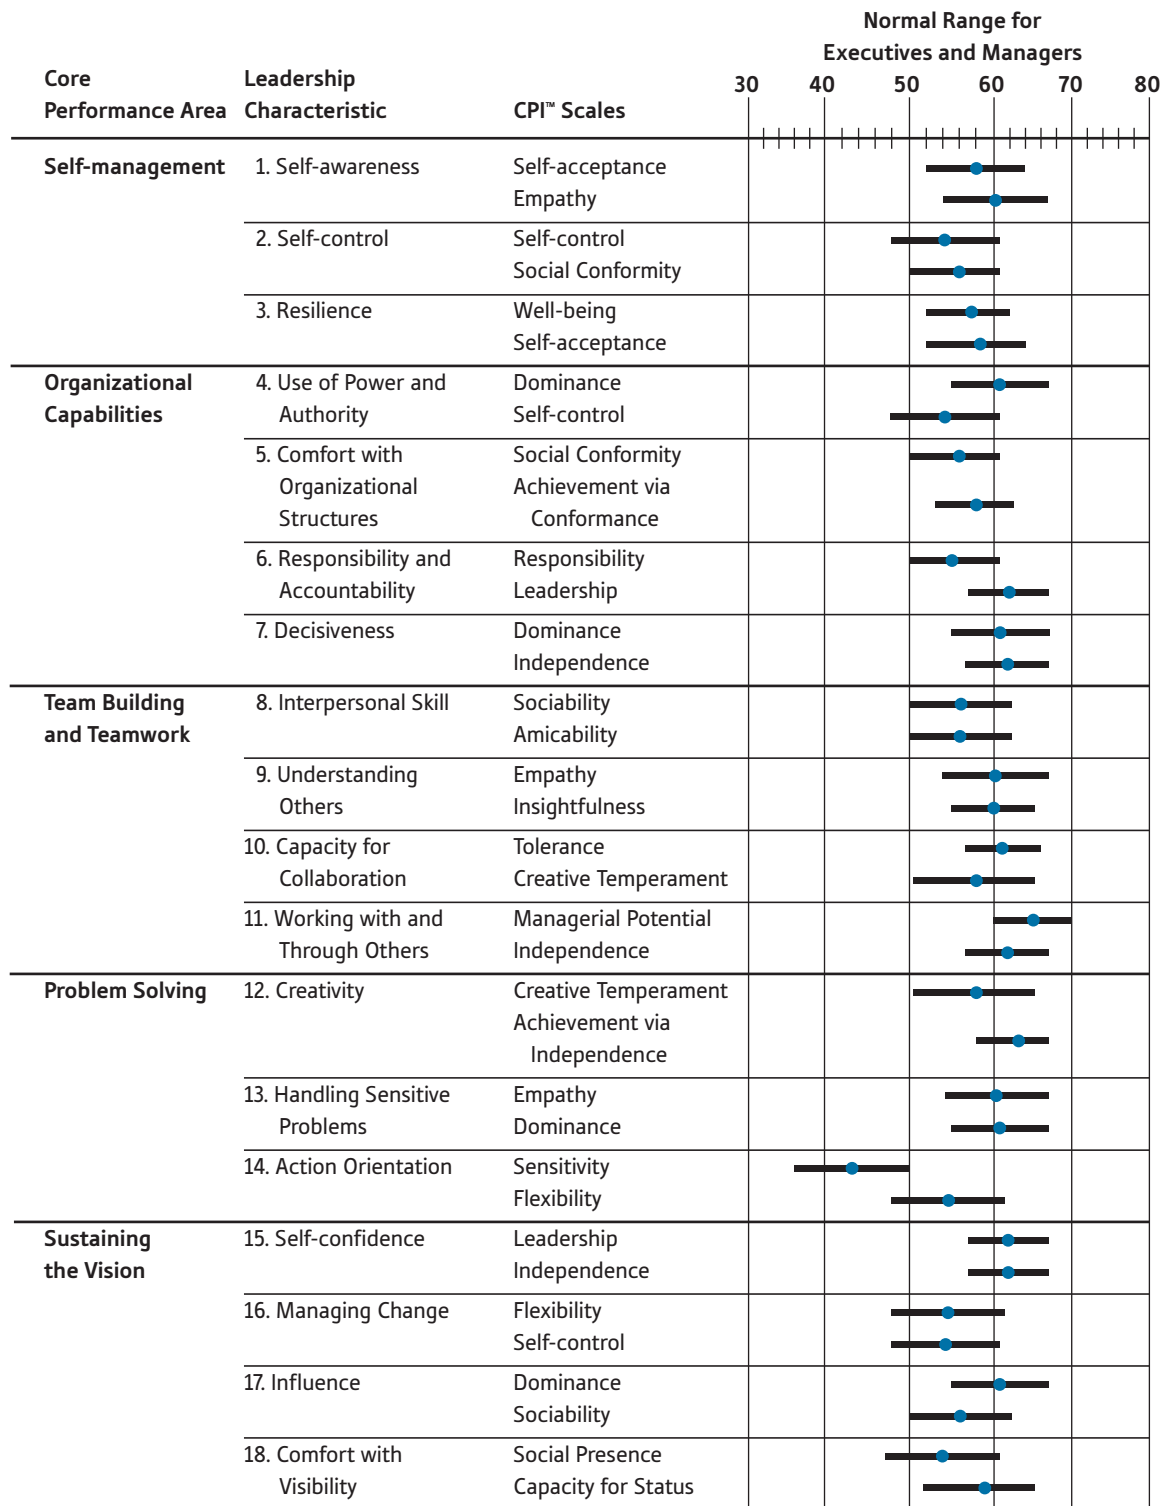 Normal Range for
Executives and Managers
Core Leadership
Performance Area Characteristic CPI™ Scales
30 40 50 60 70 80
Self-management 1. Self-awareness Self-acceptance
Empathy
2. Self-control Self-control
Social Conformity
3. Resilience Well-being
Self-acceptance
Organizational 4. Use of Power and Dominance
Capabilities Authority Self-control
5. Comfort with Social Conformity
Organizational Achievement via
Structures Conformance
6. Responsibility and Responsibility
Accountability Leadership
7. Decisiveness Dominance
Independence
Team Building 8. Interpersonal Skill Sociability
and Teamwork Amicability
9. Understanding Empathy
Others Insightfulness
10. Capacity for Tolerance
Collaboration Creative Temperament
11. Working with and Managerial Potential
Through Others Independence
Problem Solving 12. Creativity Creative Temperament
Achievement via
Independence
13. Handling Sensitive Empathy
Problems Dominance
14. Action Orientation Sensitivity
Flexibility
Sustaining 15. Self-confidence Leadership
the Vision Independence
16. Managing Change Flexibility
Self-control
17. Influence Dominance
Sociability
18. Comfort with Social Presence
Visibility Capacity for Status